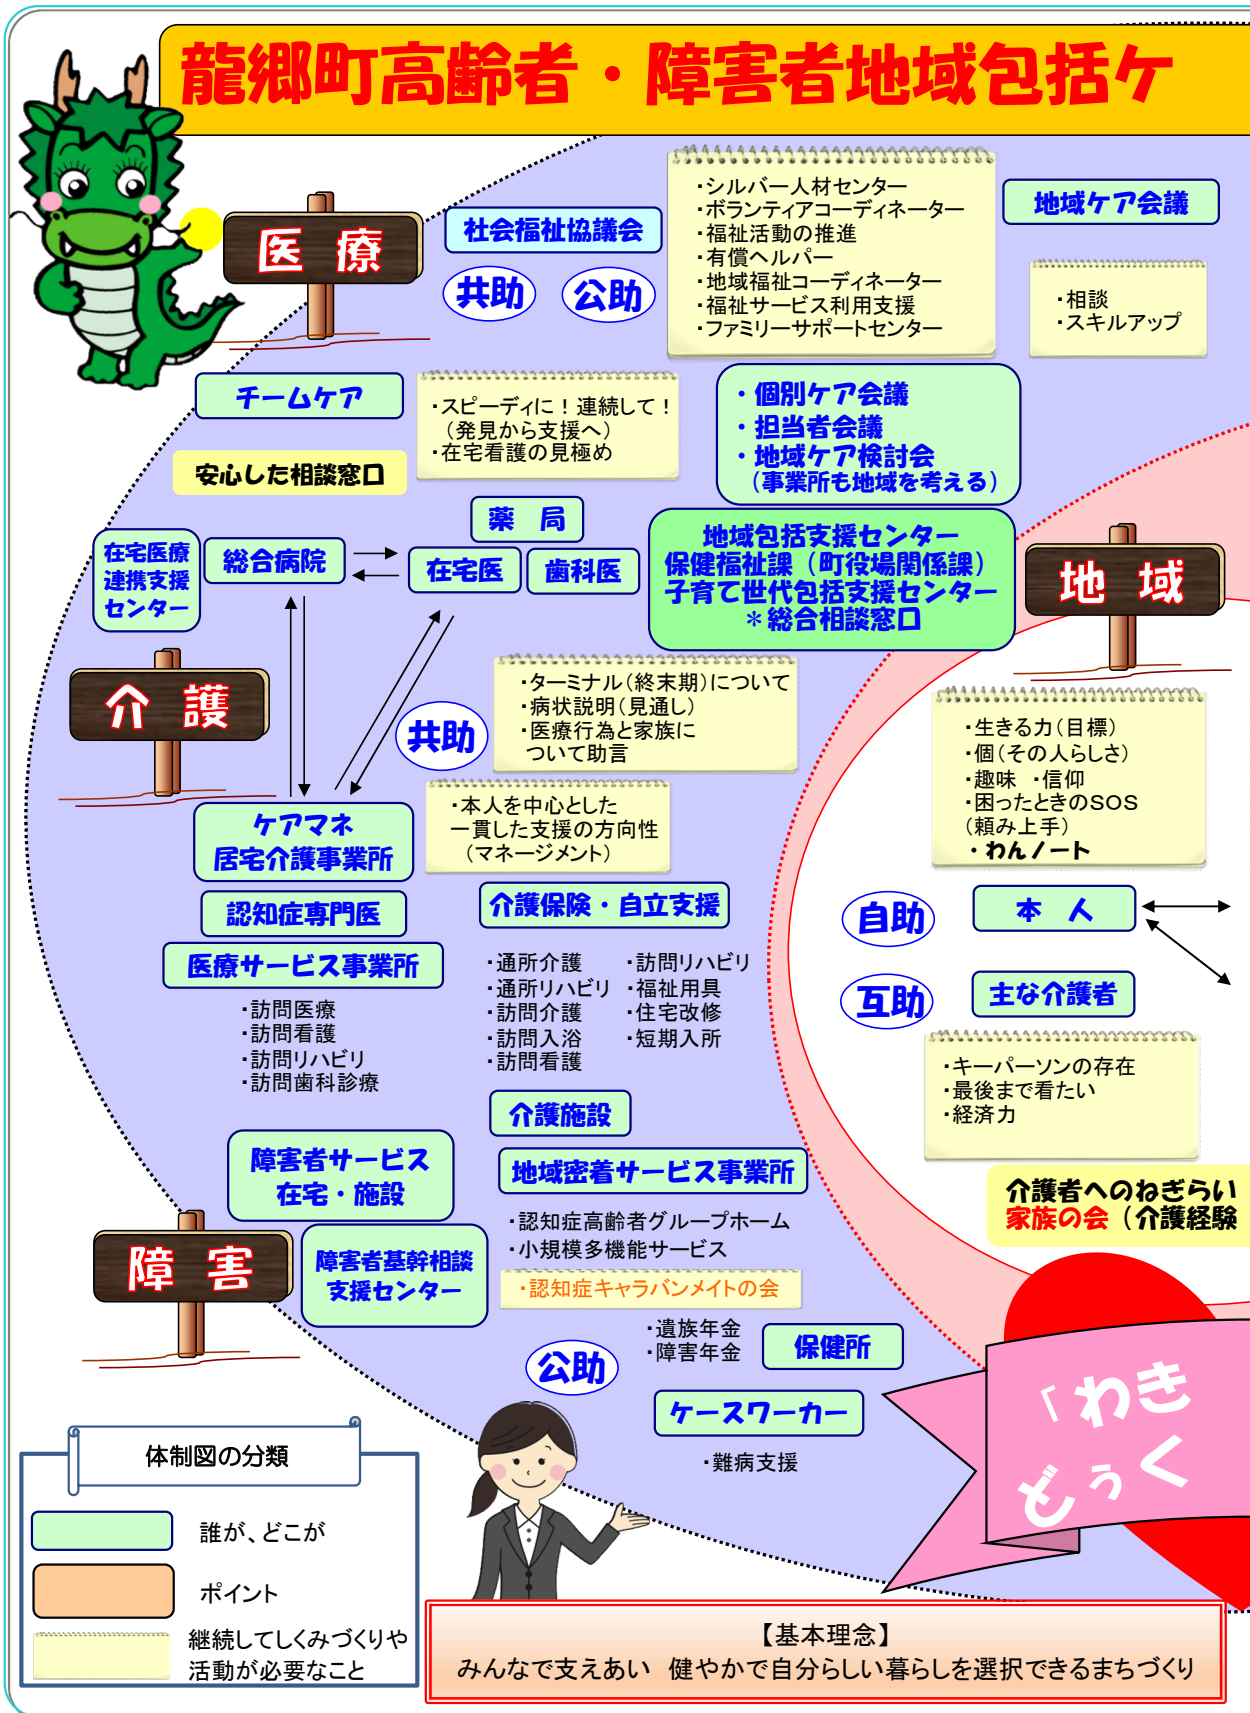 龍郷町高齢者・障害者地域包括ケ
医 療
社会福祉協議会
共助
公助
・シルバー人材センター
・ボランティアコーディネーター
・福祉活動の推進
・有償ヘルパー
・地域福祉コーディネーター
・福祉サービス利用支援
・ファミリーサポートセンター
地域ケア会議
・相談
・スキルアップ
チームケア
・スピーディに！連続して！
（発見から支援へ）
・在宅看護の見極め
・個別ケア会議
・担当者会議
・地域ケア検討会
（事業所も地域を考える）
安心した相談窓口
薬 局
在宅医療
連携支援
センター
総合病院
在宅医
歯科医
地域包括支援センター
保健福祉課（町役場関係課）
子育て世代包括支援センター
＊総合相談窓口
地 域
介 護
共助
・ターミナル（終末期）について
・病状説明（見通し）
・医療行為と家族に
ついて助言
・生きる力（目標）
・個（その人らしさ）
・趣味 ・信仰
・困ったときのSOS
（頼み上手）
・わんノート
・本人を中心とした
一貫した支援の方向性
（マネージメント）
ケアマネ
居宅介護事業所
認知症専門医
医療サービス事業所
・訪問医療
・訪問看護
・訪問リハビリ
・訪問歯科診療
介護保険・自立支援
・通所介護 ・訪問リハビリ
・通所リハビリ ・福祉用具
・訪問介護 ・住宅改修
・訪問入浴 ・短期入所
・訪問看護
自助
本 人
互助
主な介護者
・キーパーソンの存在
・最後まで看たい
・経済力
介護施設
地域密着サービス事業所
・認知症高齢者グループホーム
・小規模多機能サービス
・認知症キャラバンメイトの会
障害者サービス
在宅・施設
障害者基幹相談
支援センター
障 害
介護者へのねぎらい
家族の会（介護経験
・遺族年金
・障害年金
保健所
公助
ケースワーカー
・難病支援
「わき
どぅく
体制図の分類
誰が、どこが
ポイント
継続してしくみづくりや
活動が必要なこと
【基本理念】
みんなで支えあい 健やかで自分らしい暮らしを選択できるまちづくり